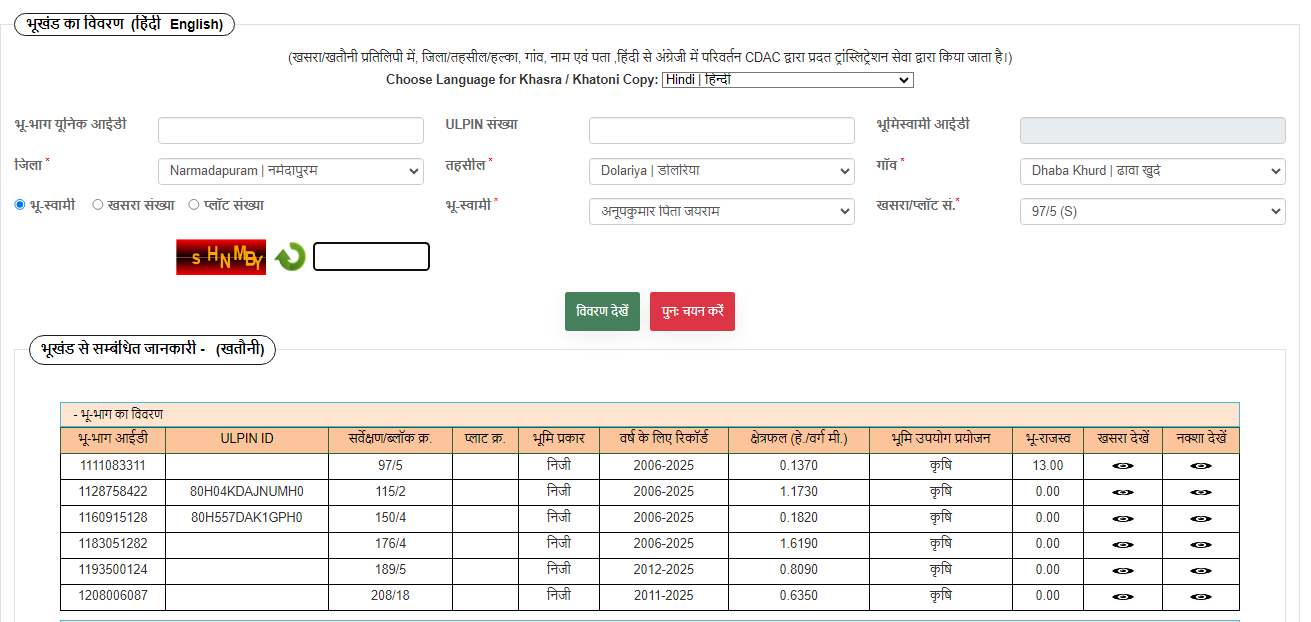 भूखंड का विवरण (हिंदी English)
(खसरा/खतौनी प्रतिलिपी में, जिला/तहसील/हल्का, गांव, नाम एवं पता ,हिंदी से अंग्रेजी में परिवर्तन CDAC द्वारा प्रदत ट्रांस्लिट्रेशन सेवा द्वारा किया जाता है।)
Choose Language for Khasra / Khatoni Copy: Hindi | हिन्दी
भू-भाग यूनिक आईडी ULPIN संख्या भूमिस्वामी आईडी
जिला * Narmadapuram | नर्मदापुरम तहसील * Dolariya | डोलरिया गॉव * Dhaba Khurd | ढावा खुर्द
भू-स्वामी खसरा संख्या प्लॉट संख्या भू-स्वामी * अनूपकुमार पिता जयराम खसरा/प्लॉट सं.* 97/5 (S)
SHNMBY
विवरण देखें पुनः चयन करें
भूखंड से सम्बंधित जानकारी - (खतौनी)
- भू-भाग का विवरण
भू-भाग आईडी ULPIN ID सर्वेक्षण/ब्लॉक क्र. प्लाट क्र. भूमि प्रकार वर्ष के लिए रिकॉर्ड क्षेत्रफल (हे./वर्ग मी.) भूमि उपयोग प्रयोजन भू-राजस्व खसरा देखें नक्शा देखें
1111083311 97/5 निजी 2006-2025 0.1370 कृषि 13.00
1128758422 80H04KDAJNUMH0 115/2 निजी 2006-2025 1.1730 कृषि 0.00
1160915128 80H557DAK1GPH0 150/4 निजी 2006-2025 0.1820 कृषि 0.00
1183051282 176/4 निजी 2006-2025 1.6190 कृषि 0.00
1193500124 189/5 निजी 2012-2025 0.8090 कृषि 0.00
1208006087 208/18 निजी 2011-2025 0.6350 कृषि 0.00